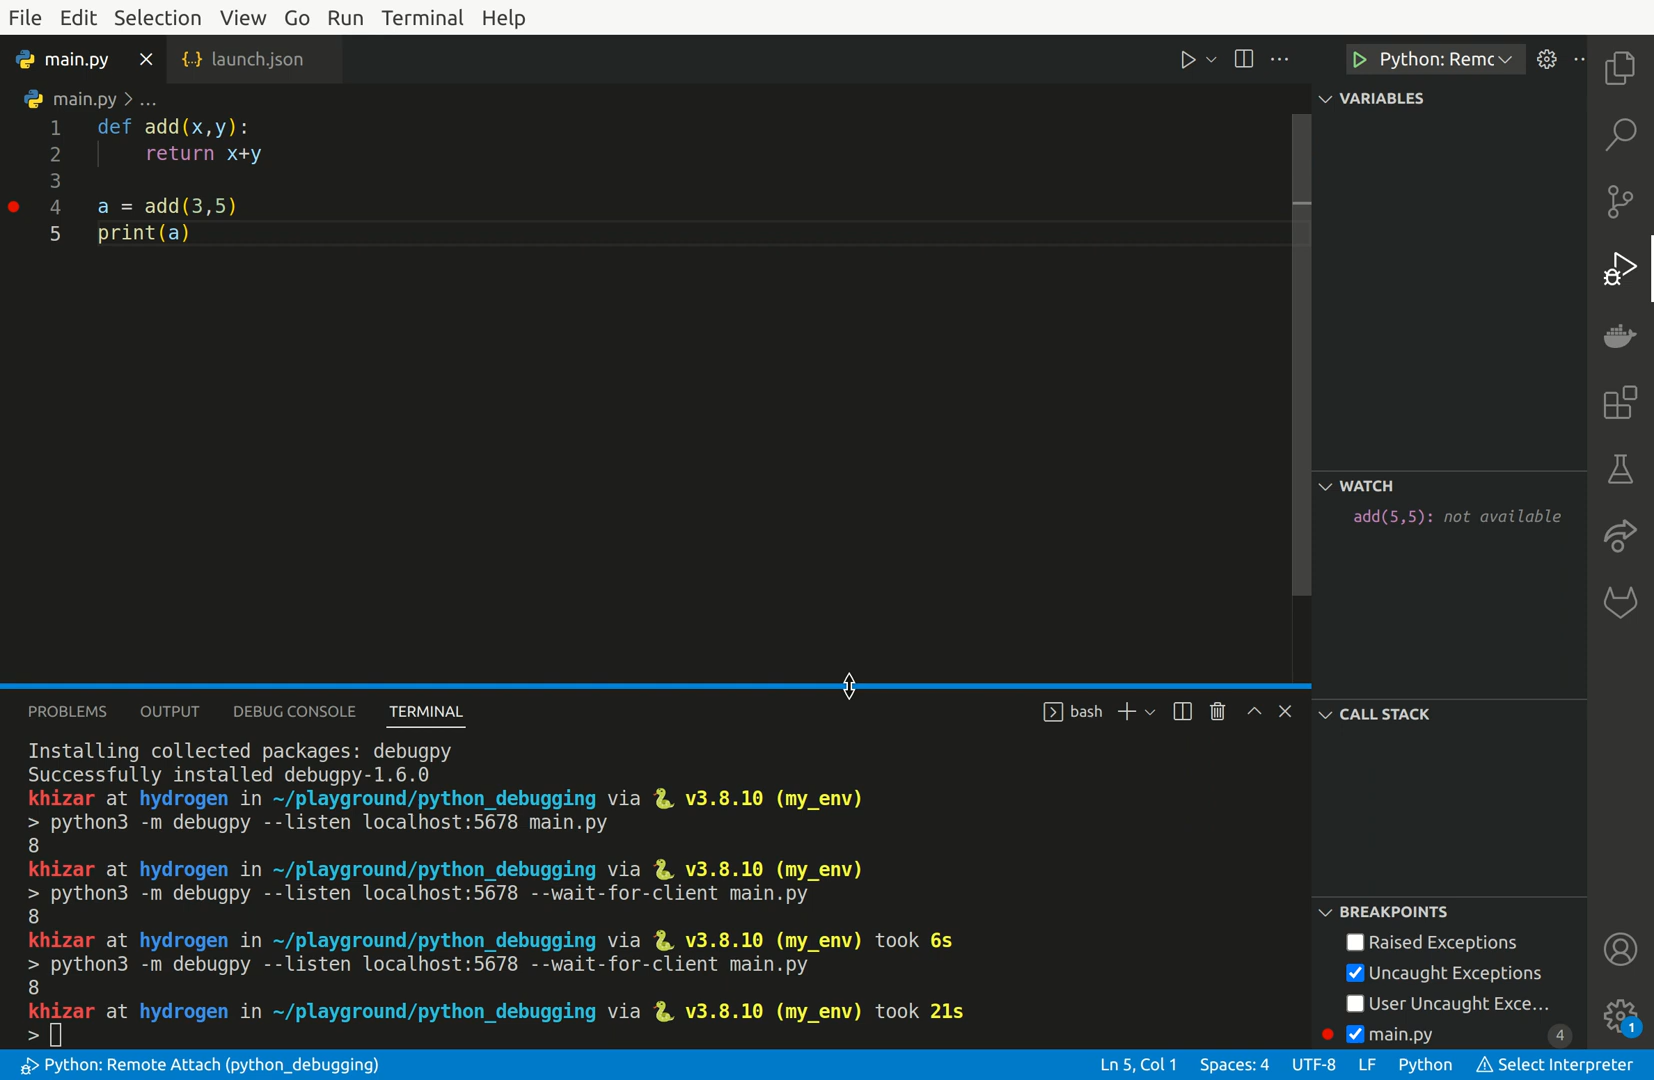 File Edit Selection View Go Run Terminal Help
main.py
launch.json
Python: Remc
main.py > ...
1 def add(x,y):
2 return x+y
3
4 a = add(3,5)
5 print(a)
VARIABLES
WATCH
add(5,5): not available
CALL STACK
BREAKPOINTS
Raised Exceptions
Uncaught Exceptions
User Uncaught Exce...
main.py 4
PROBLEMS OUTPUT DEBUG CONSOLE TERMINAL
bash
Installing collected packages: debugpy
Successfully installed debugpy-1.6.0
khizar at hydrogen in ~/playground/python_debugging via 🐍 v3.8.10 (my_env)
> python3 -m debugpy --listen localhost:5678 main.py
8
khizar at hydrogen in ~/playground/python_debugging via 🐍 v3.8.10 (my_env)
> python3 -m debugpy --listen localhost:5678 --wait-for-client main.py
8
khizar at hydrogen in ~/playground/python_debugging via 🐍 v3.8.10 (my_env) took 6s
> python3 -m debugpy --listen localhost:5678 --wait-for-client main.py
8
khizar at hydrogen in ~/playground/python_debugging via 🐍 v3.8.10 (my_env) took 21s
>
1
Python: Remote Attach (python_debugging)
Ln 5, Col 1 Spaces: 4 UTF-8 LF Python Select Interpreter